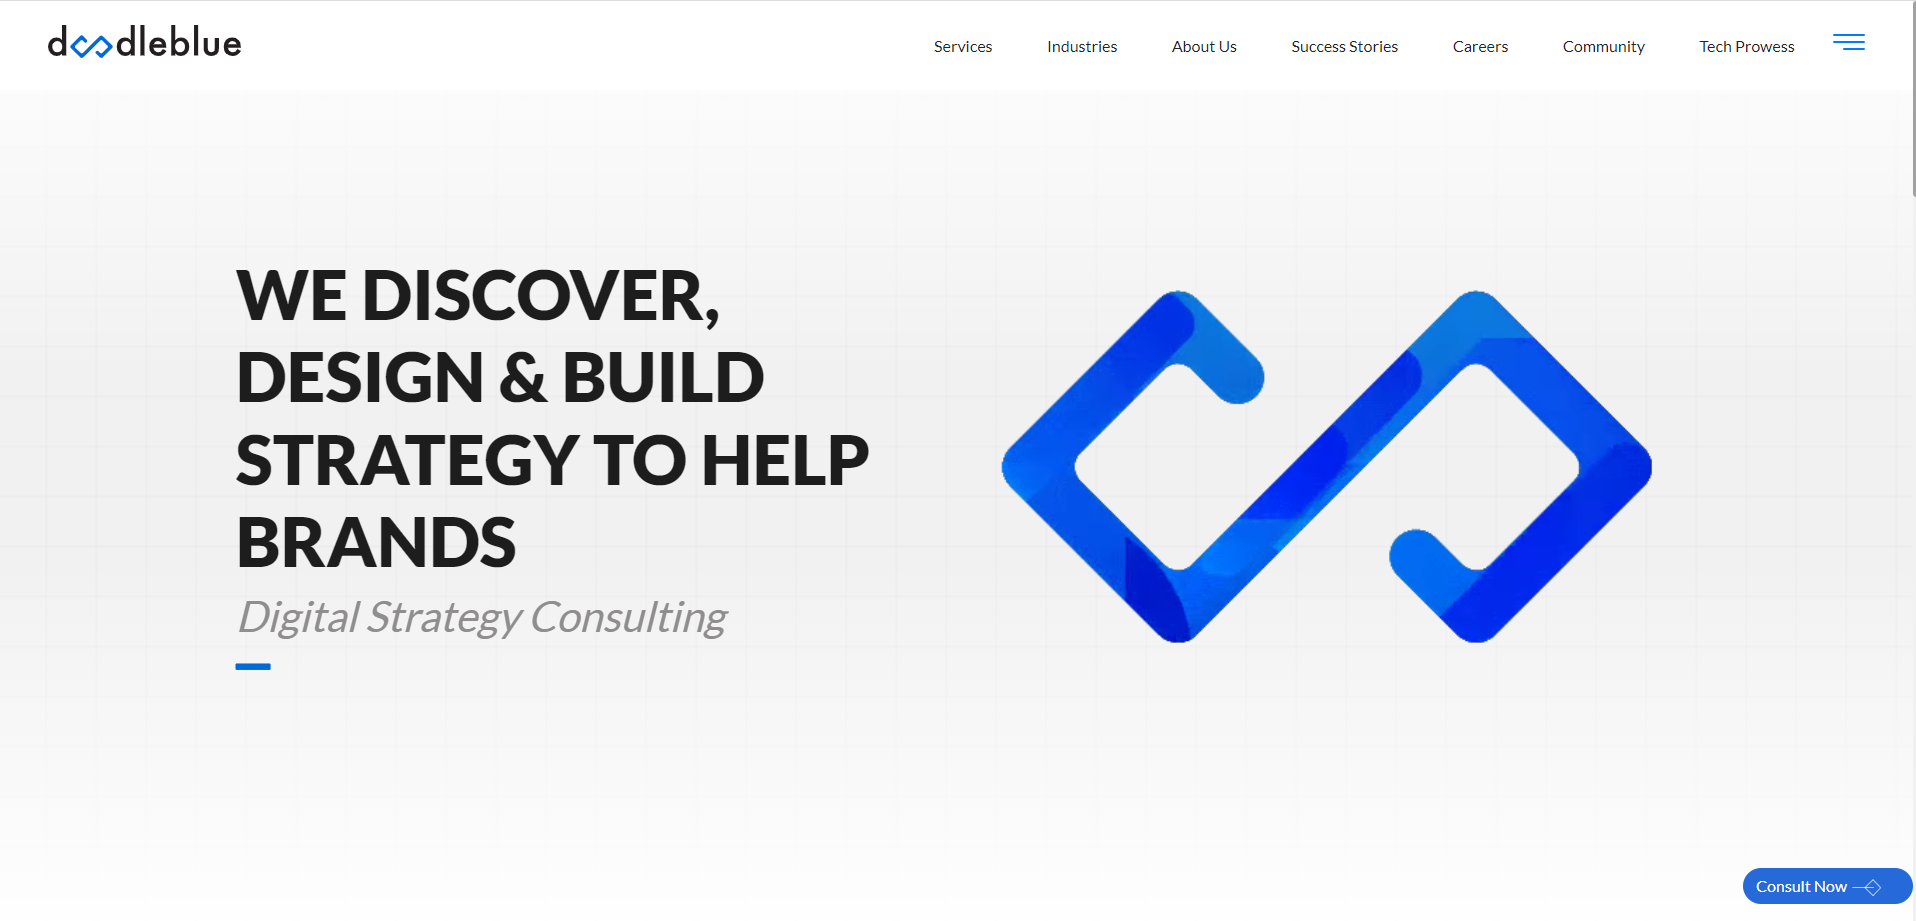 doodleblue
Services
Industries
About Us
Success Stories
Careers
Community
Tech Prowess
WE DISCOVER,
DESIGN & BUILD
STRATEGY TO HELP
BRANDS
Digital Strategy Consulting
Consult Now